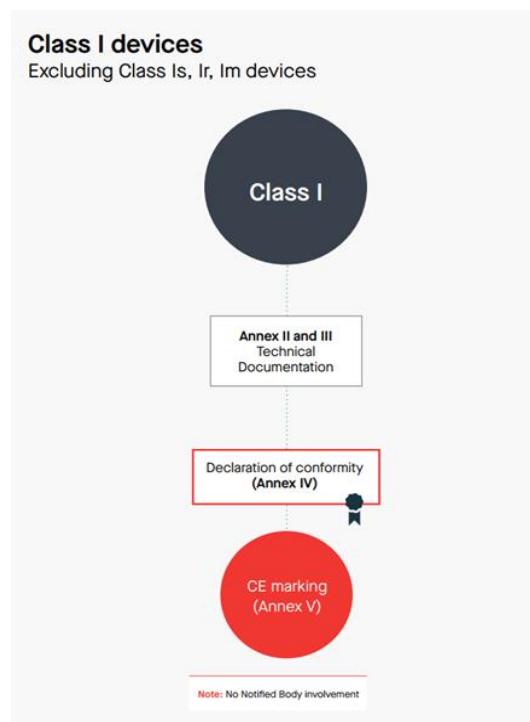 Class I devices
Excluding Class Is, Ir, Im devices
Class I
Annex II and III
Technical
Documentation
Declaration of conformity
(Annex IV)
CE marking
(Annex V)
Note: No Notified Body involvement